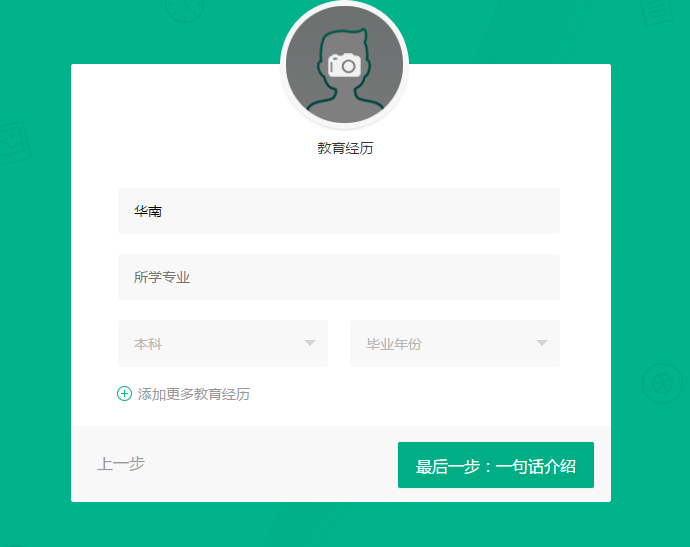 教育经历
华南
所学专业
本科
毕业年份
添加更多教育经历
上一步
最后一步：一句话介绍